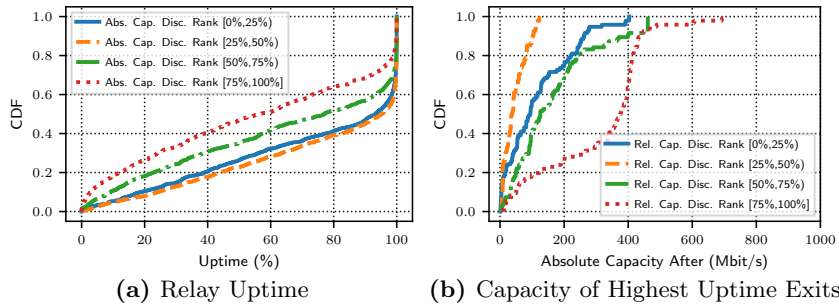 1.0
0.8
0.6
0.4
0.2
0.0
CDF
Abs. Cap. Disc. Rank [0%,25%)
Abs. Cap. Disc. Rank [25%,50%)
Abs. Cap. Disc. Rank [50%,75%)
Abs. Cap. Disc. Rank [75%,100%]
0 20 40 60 80 100
Uptime (%)
(a) Relay Uptime
1.0
0.8
0.6
0.4
0.2
0.0
CDF
Rel. Cap. Disc. Rank [0%,25%)
Rel. Cap. Disc. Rank [25%,50%)
Rel. Cap. Disc. Rank [50%,75%)
Rel. Cap. Disc. Rank [75%,100%]
0 200 400 600 800 1000
Absolute Capacity After (Mbit/s)
(b) Capacity of Highest Uptime Exits